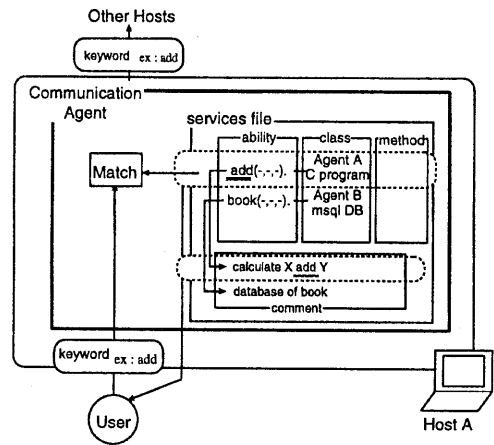 Other Hosts
keyword ex : add
Communication
Agent
services file
ability
class
method
Match
add(-,-,-).
Agent A
C program
book(-,-,-).
Agent B
msql DB
calculate X add Y
database of book
comment
keyword ex : add
User
Host A